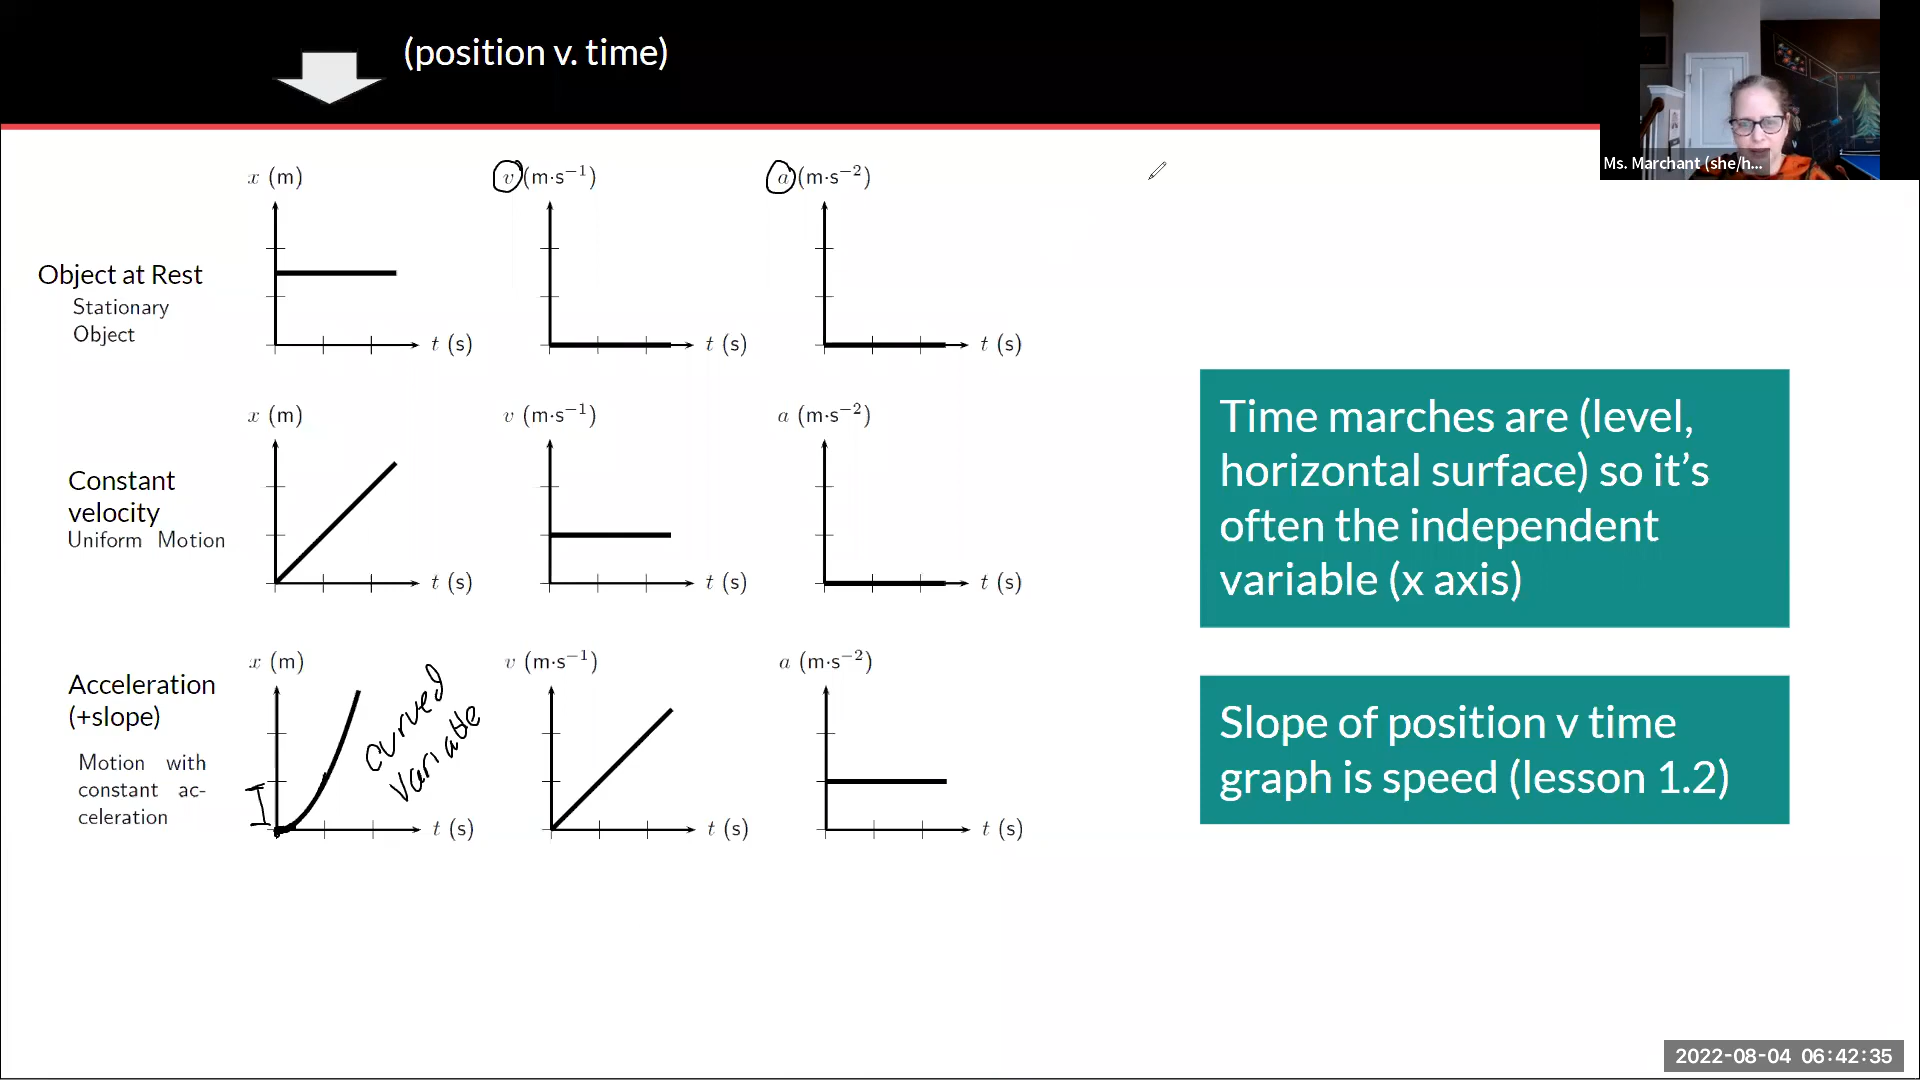 (position v. time)
Ms. Marchant (she/h...
x (m)
v (m·s⁻¹)
a (m·s⁻²)
Object at Rest
Stationary
Object
t (s)
t (s)
t (s)
x (m)
v (m·s⁻¹)
a (m·s⁻²)
Constant
velocity
Uniform Motion
t (s)
t (s)
t (s)
x (m)
v (m·s⁻¹)
a (m·s⁻²)
Acceleration
(+slope)
Motion with
constant ac-
celeration
curved
variable
t (s)
t (s)
t (s)
Time marches are (level,
horizontal surface) so it’s
often the independent
variable (x axis)
Slope of position v time
graph is speed (lesson 1.2)
2022-08-04 06:42:35